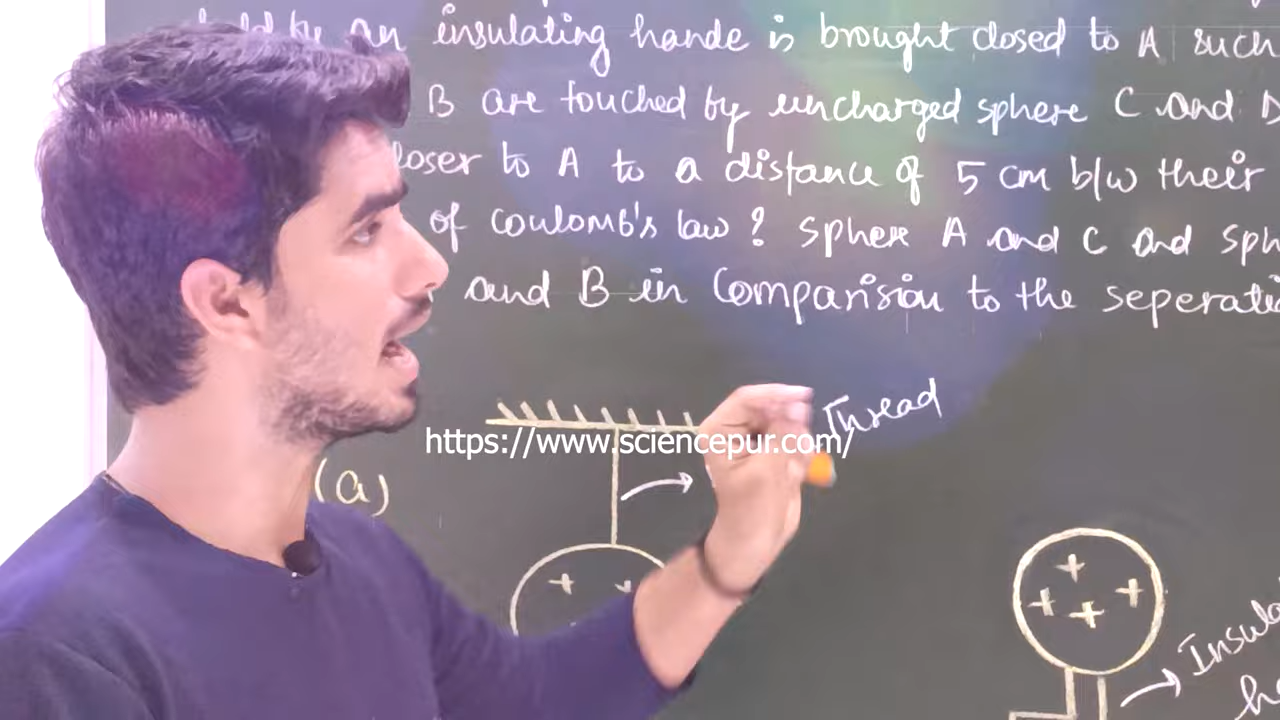 an insulating hande is brought closed to A such
B are touched by uncharged sphere C and D
loser to A to a distance of 5 cm b/w their
of coulomb's law ? Sphere A and C and Sph
and B in Comparision to the seperati
Thread
https://www.sciencepur.com/
(a)
+
+ + + +
Insula
ha